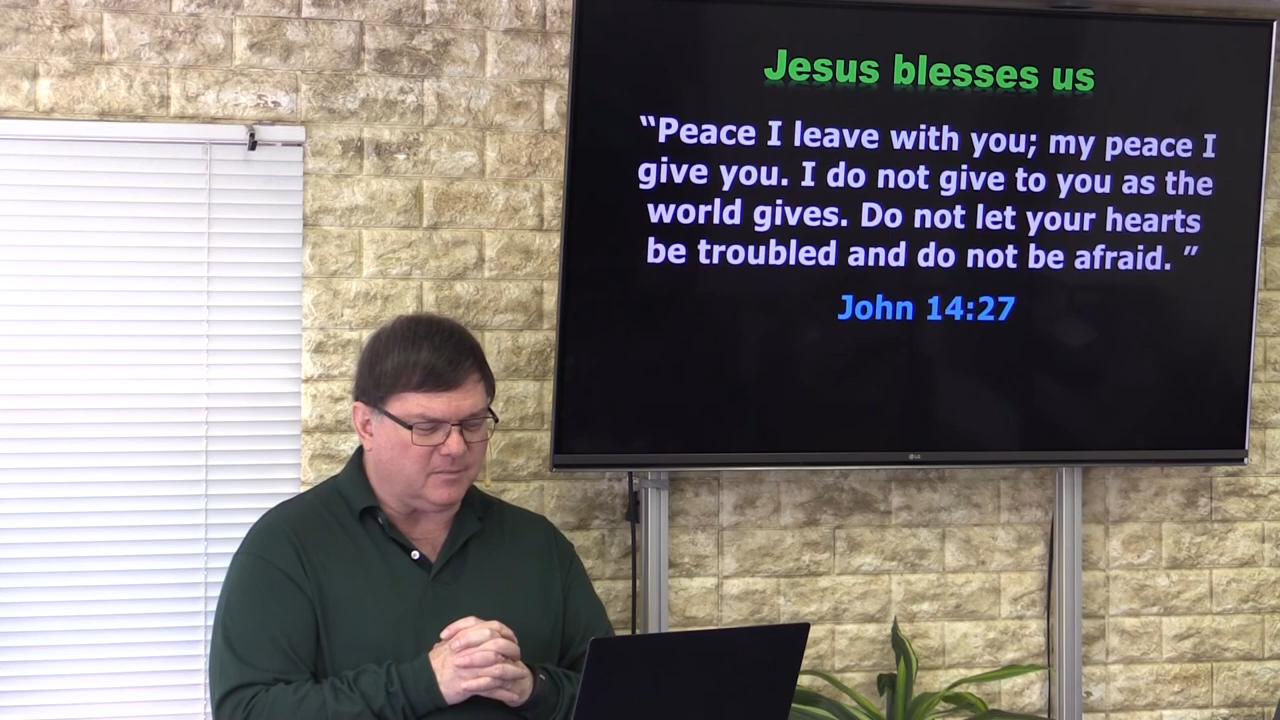 Jesus blesses us
“Peace I leave with you; my peace I
give you. I do not give to you as the
world gives. Do not let your hearts
be troubled and do not be afraid. ”
John 14:27
LG